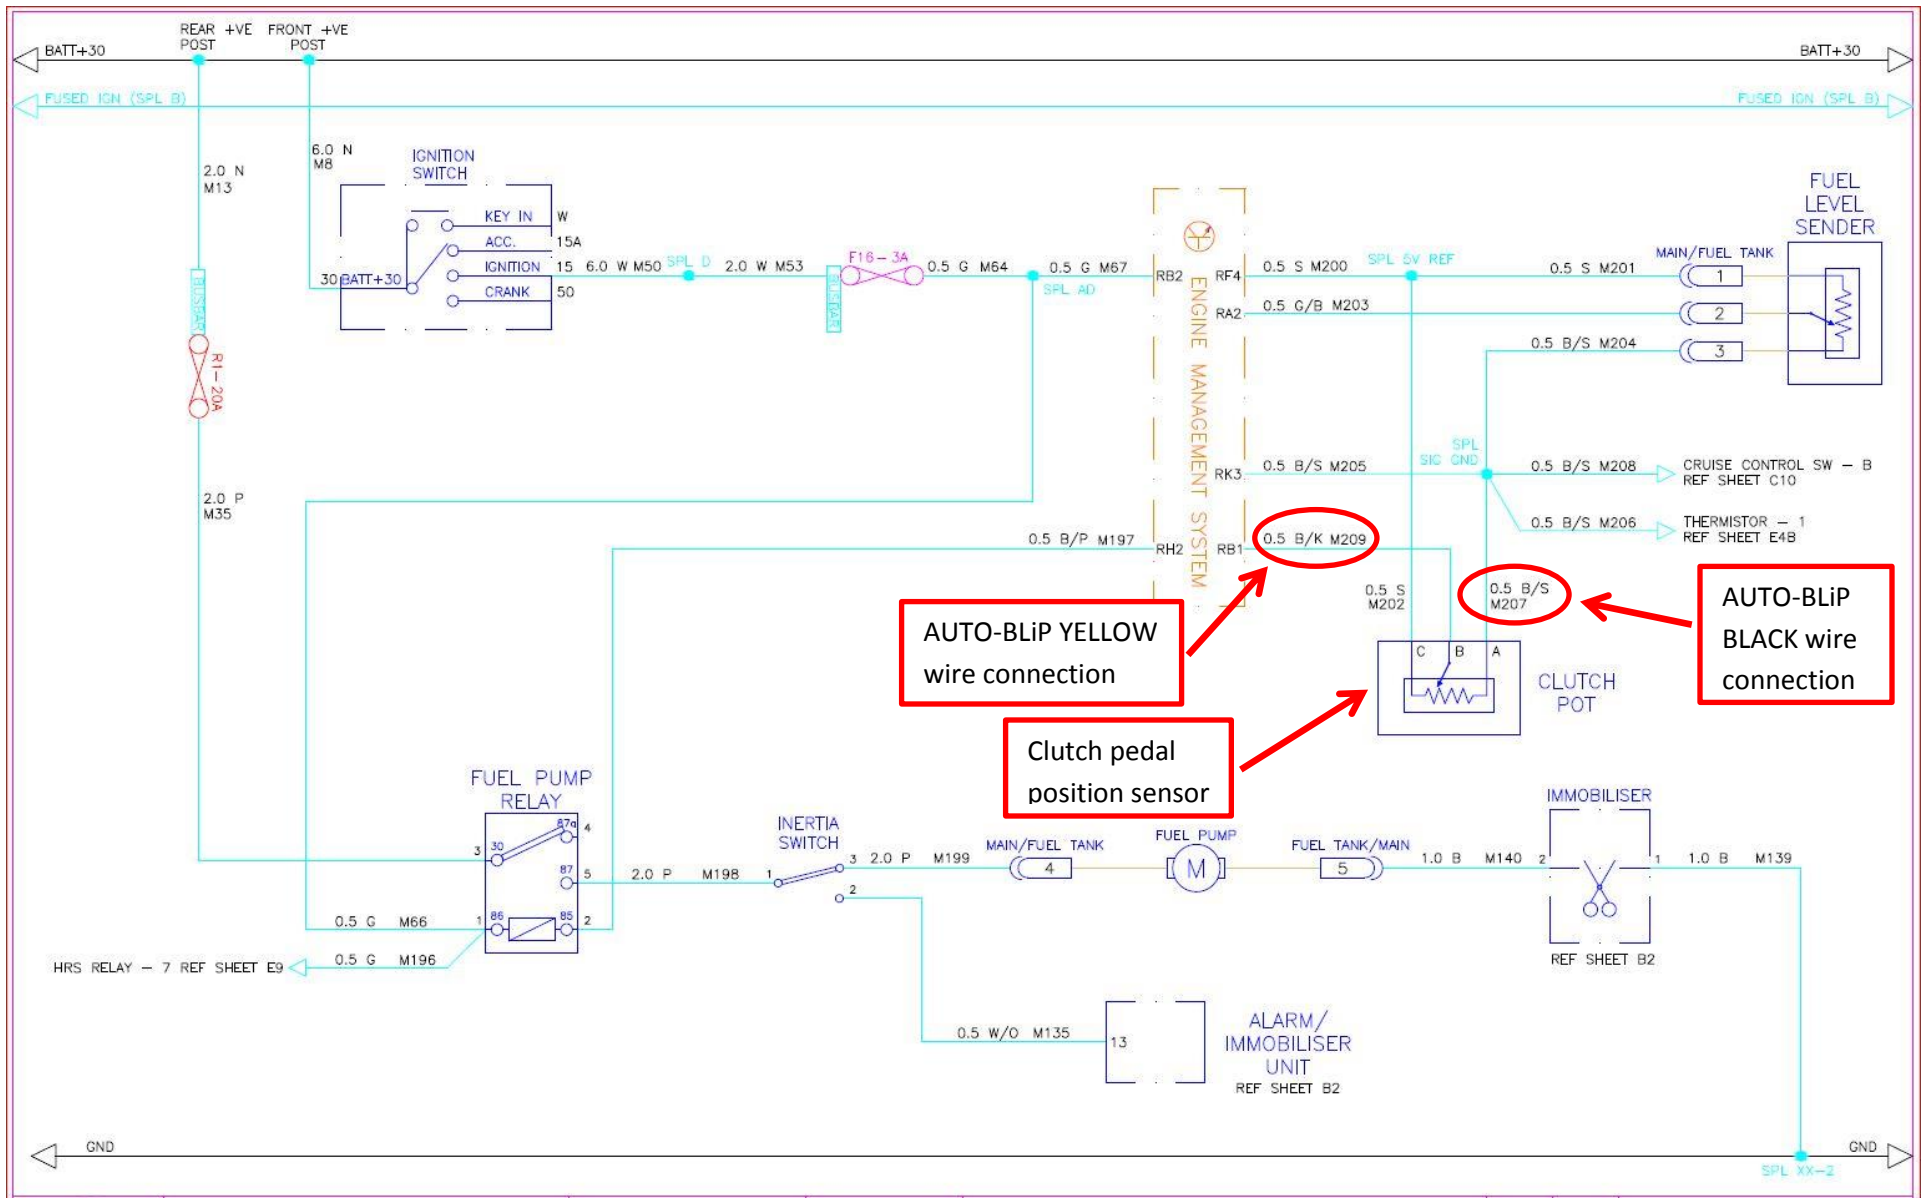 REAR +VE
POST
FRONT +VE
POST
BATT+30
BATT+30
FUSED IGN (SPL B)
FUSED IGN (SPL B)
2.0 N
M13
6.0 N
M8
IGNITION
SWITCH
KEY IN
W
ACC.
15A
IGNITION
15
6.0 W M50
SPL D
2.0 W M53
CRANK
50
30
BATT+30
BUSBAR
R1-20A
BUSBAR
F16-3A
0.5 G M64
SPL AD
0.5 G M67
RB2
RF4
0.5 S M200
SPL 5V REF
0.5 S M201
RA2
0.5 G/B M203
ENGINE MANAGEMENT SYSTEM
FUEL
LEVEL
SENDER
MAIN/FUEL TANK
1
2
3
0.5 B/S M204
SPL
SIG GND
RK3
0.5 B/S M205
0.5 B/S M208
CRUISE CONTROL SW - B
REF SHEET C10
0.5 B/S M206
THERMISTOR - 1
REF SHEET E4B
2.0 P
M35
0.5 B/P M197
RH2
RB1
0.5 B/K M209
0.5 S
M202
0.5 B/S
M207
AUTO-BLiP YELLOW
wire connection
AUTO-BLiP
BLACK wire
connection
C
B
A
CLUTCH
POT
Clutch pedal
position sensor
FUEL PUMP
RELAY
87a
4
3
30
87
5
1
86
85
2
2.0 P M198
0.5 G M66
0.5 G M196
HRS RELAY - 7 REF SHEET E9
INERTIA
SWITCH
1
3
2
2.0 P M199
MAIN/FUEL TANK
4
FUEL PUMP
M
FUEL TANK/MAIN
5
1.0 B M140
2
IMMOBILISER
1
1.0 B M139
REF SHEET B2
0.5 W/O M135
13
ALARM/
IMMOBILISER
UNIT
REF SHEET B2
GND
GND
SPL XX-2